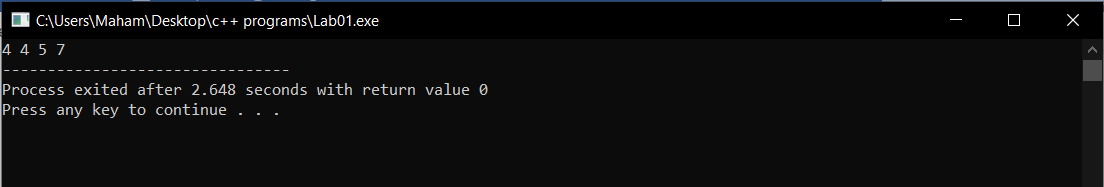 C:\Users\Maham\Desktop\c++ programs\Lab01.exe
4 4 5 7
--------------------------------
Process exited after 2.648 seconds with return value 0
Press any key to continue . . .